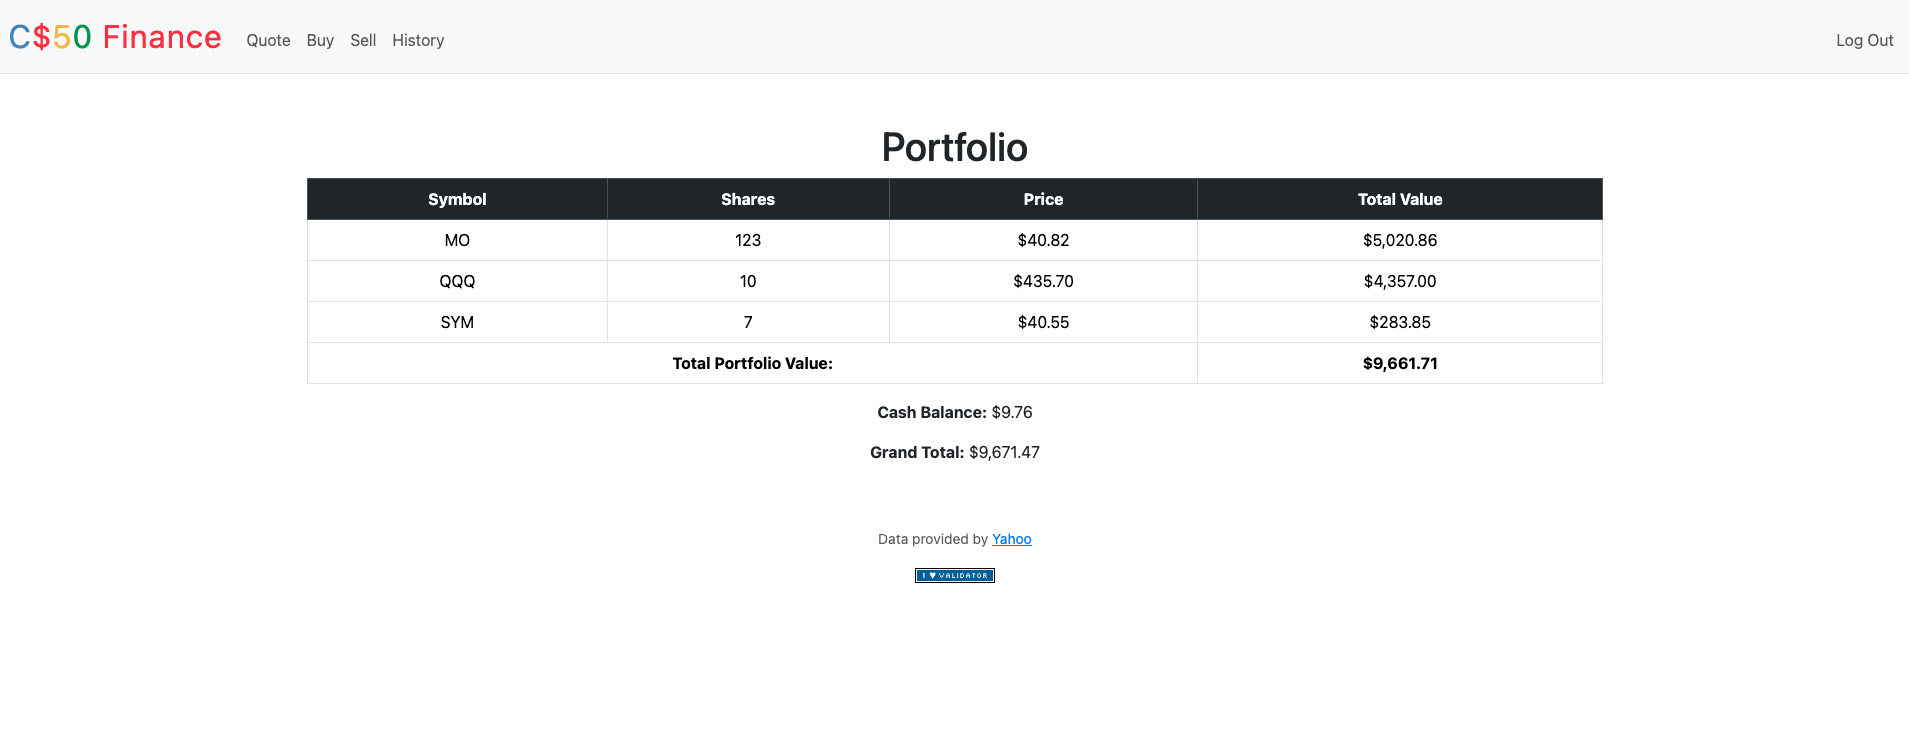 C$50 Finance Quote Buy Sell History Log Out
Portfolio
Symbol Shares Price Total Value
MO 123 $40.82 $5,020.86
QQQ 10 $435.70 $4,357.00
SYM 7 $40.55 $283.85
Total Portfolio Value: $9,661.71
Cash Balance: $9.76
Grand Total: $9,671.47
Data provided by Yahoo
I ♥ VALIDATOR